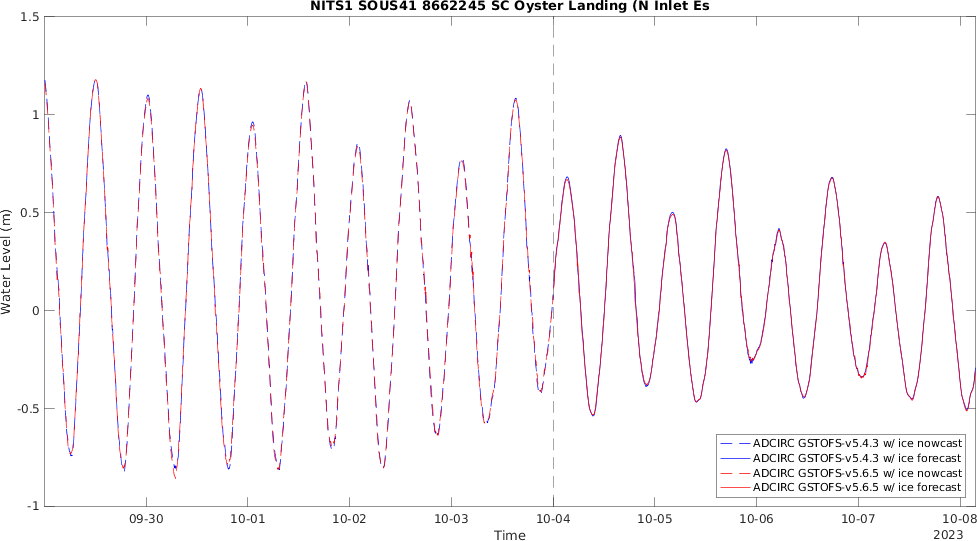 NITS1 SOUS41 8662245 SC Oyster Landing (N Inlet Es
1.5
1
0.5
0
-0.5
-1
Water Level (m)
09-30
10-01
10-02
10-03
10-04
10-05
10-06
10-07
10-08
2023
Time
ADCIRC GSTOFS-v5.4.3 w/ ice nowcast
ADCIRC GSTOFS-v5.4.3 w/ ice forecast
ADCIRC GSTOFS-v5.6.5 w/ ice nowcast
ADCIRC GSTOFS-v5.6.5 w/ ice forecast